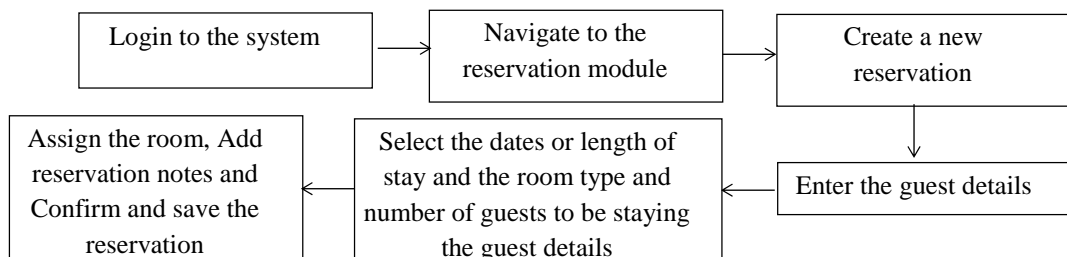 Login to the system
Navigate to the
reservation module
Create a new
reservation
Enter the guest details
Select the dates or length of
stay and the room type and
number of guests to be staying
the guest details
Assign the room, Add
reservation notes and
Confirm and save the
reservation